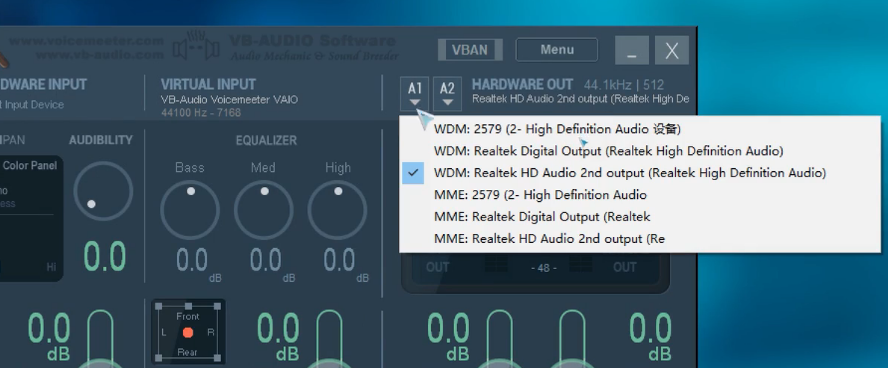 www.voicemeeter.com
www.vb-audio.com
VB-AUDIO Software
Audio Mechanic & Sound Breeder
VBAN
Menu
X
DWARE INPUT
t Input Device
VIRTUAL INPUT
VB-Audio Voicemeeter VAIO
44100 Hz - 7168
A1
A2
HARDWARE OUT 44.1kHz | 512
Realtek HD Audio 2nd output (Realtek High De
WDM: 2579 (2- High Definition Audio 设备)
WDM: Realtek Digital Output (Realtek High Definition Audio)
WDM: Realtek HD Audio 2nd output (Realtek High Definition Audio)
MME: 2579 (2- High Definition Audio
MME: Realtek Digital Output (Realtek
MME: Realtek HD Audio 2nd output (Re
PAN
AUDIBILITY
EQUALIZER
Color Panel
Bass
Med
High
Hi
0.0
0.0 dB
0.0 dB
0.0 dB
OUT
- 48 -
OUT
0.0 dB
Front
L
R
Rear
0.0 dB
0.0 dB
0.0 dB